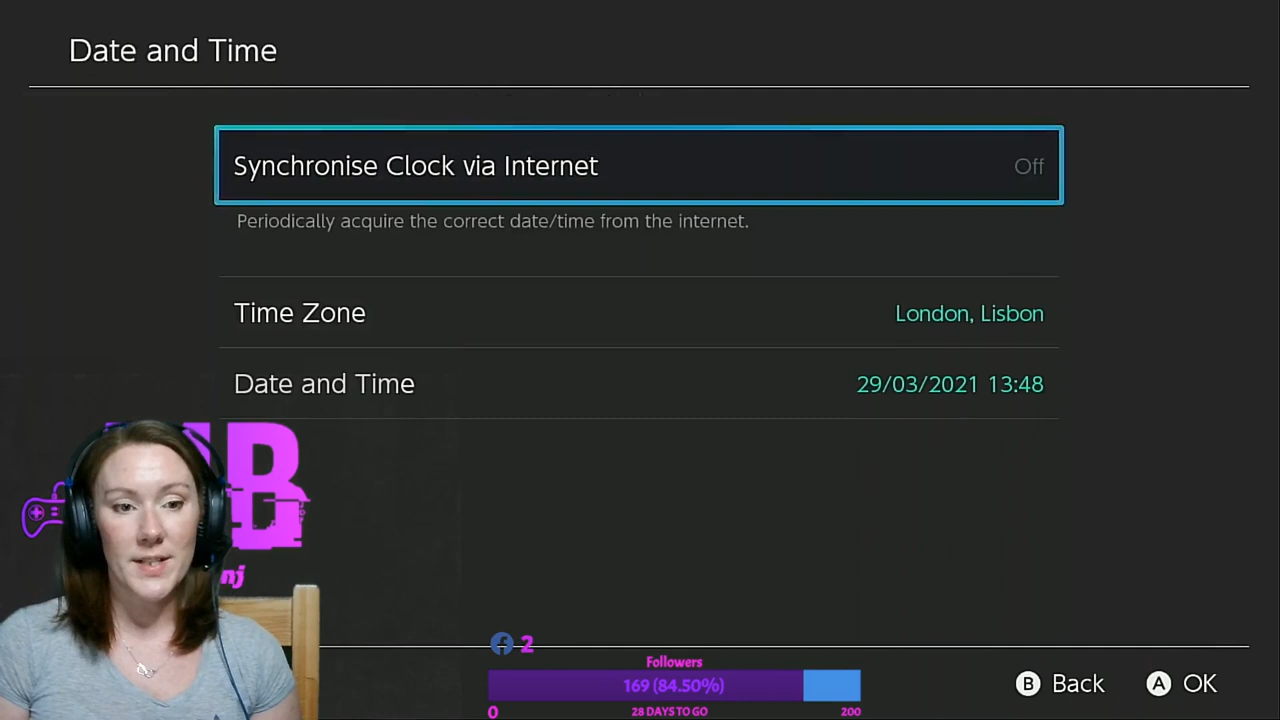 Date and Time
Synchronise Clock via Internet Off
Periodically acquire the correct date/time from the internet.
Time Zone London, Lisbon
Date and Time 29/03/2021 13:48
B
nj
2
Followers
169 (84.50%)
0 28 DAYS TO GO 200
B Back A OK